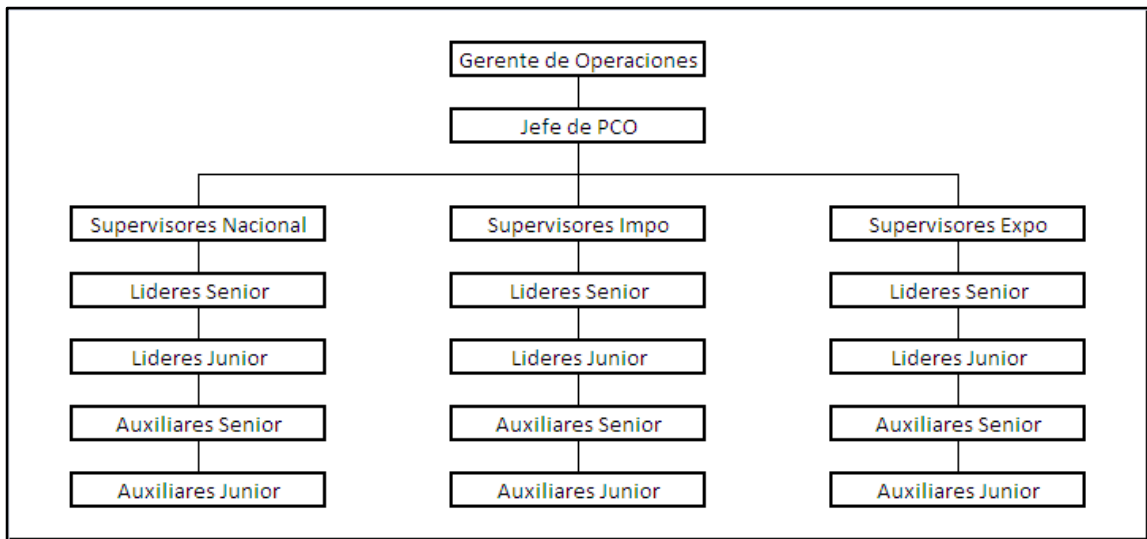 Gerente de Operaciones
Jefe de PCO
Supervisores Nacional
Supervisores Impo
Supervisores Expo
Lideres Senior
Lideres Senior
Lideres Senior
Lideres Junior
Lideres Junior
Lideres Junior
Auxiliares Senior
Auxiliares Senior
Auxiliares Senior
Auxiliares Junior
Auxiliares Junior
Auxiliares Junior